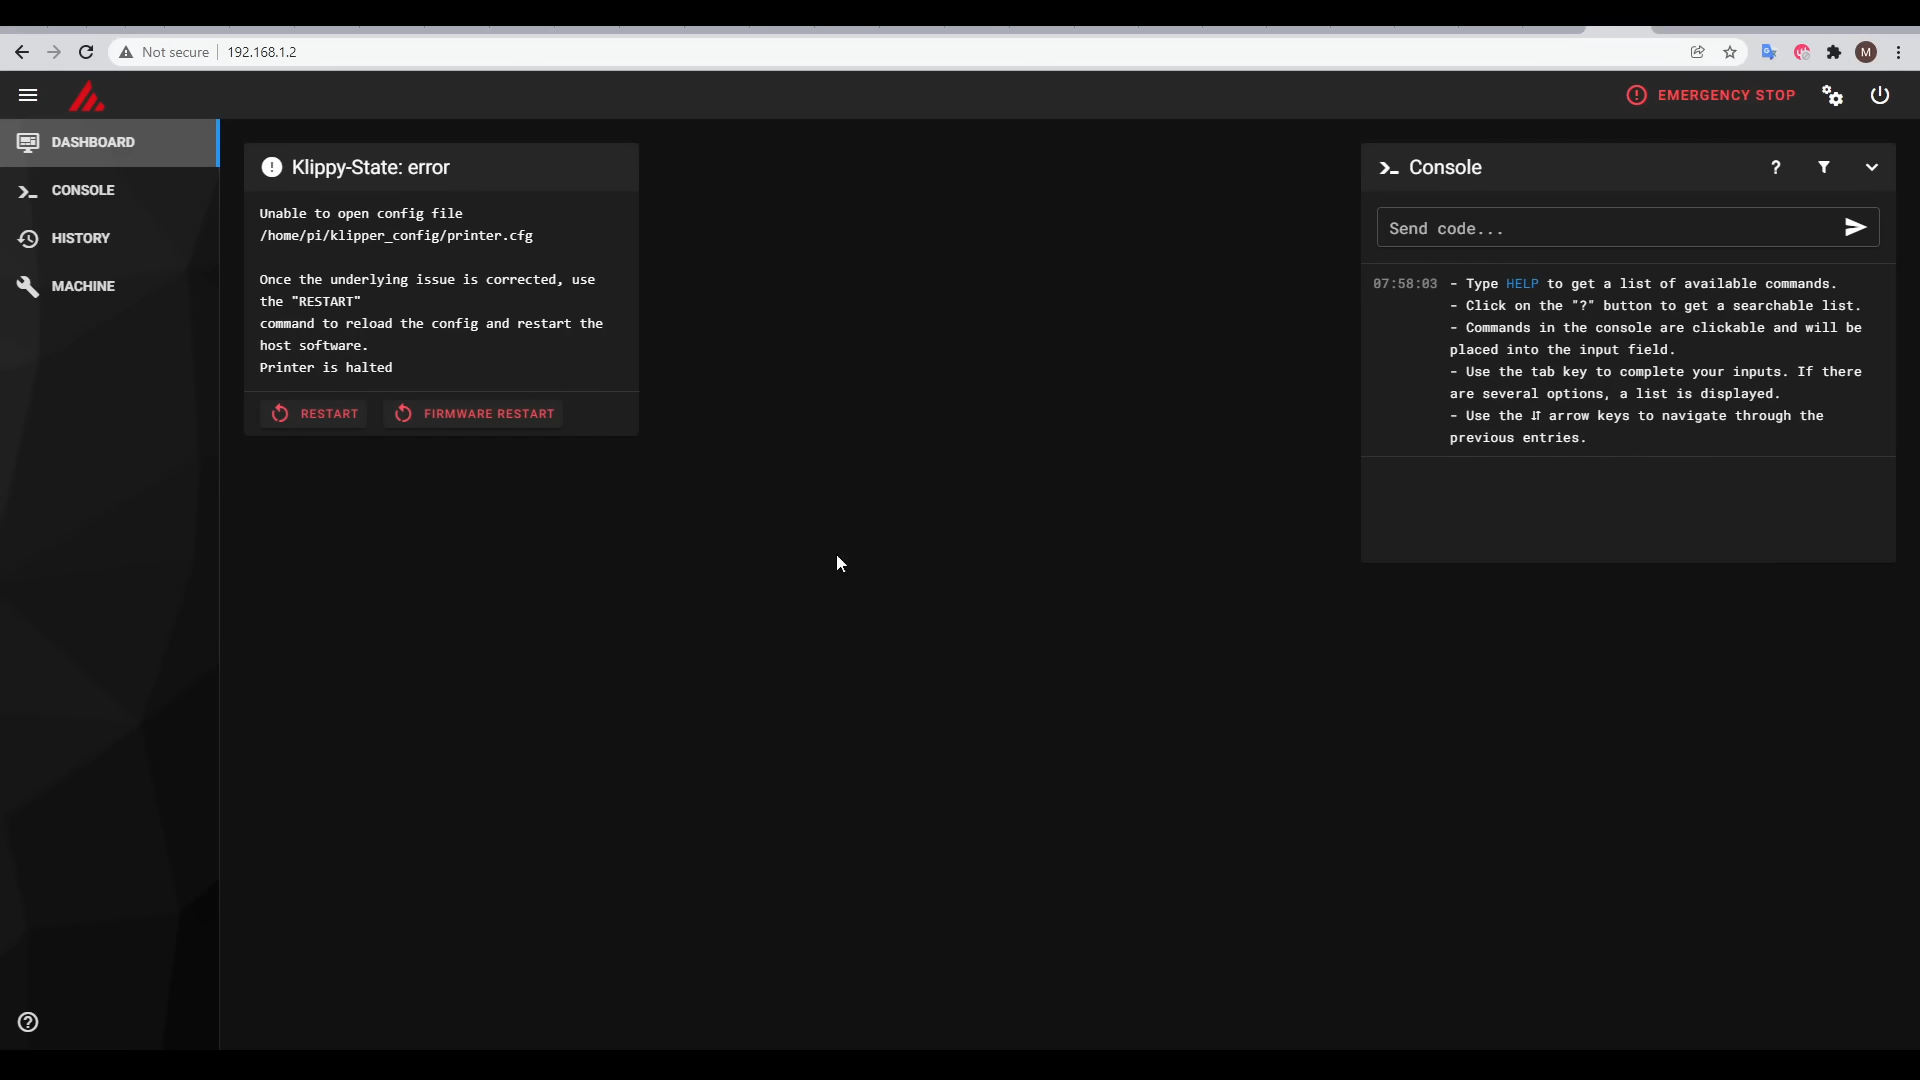 Not secure
192.168.1.2
M
EMERGENCY STOP
DASHBOARD
CONSOLE
HISTORY
MACHINE
Klippy-State: error
Unable to open config file
/home/pi/klipper_config/printer.cfg
Once the underlying issue is corrected, use
the "RESTART"
command to reload the config and restart the
host software.
Printer is halted
RESTART
FIRMWARE RESTART
Console
Send code...
07:58:03 - Type HELP to get a list of available commands.
- Click on the "?" button to get a searchable list.
- Commands in the console are clickable and will be
placed into the input field.
- Use the tab key to complete your inputs. If there
are several options, a list is displayed.
- Use the ⇵ arrow keys to navigate through the
previous entries.